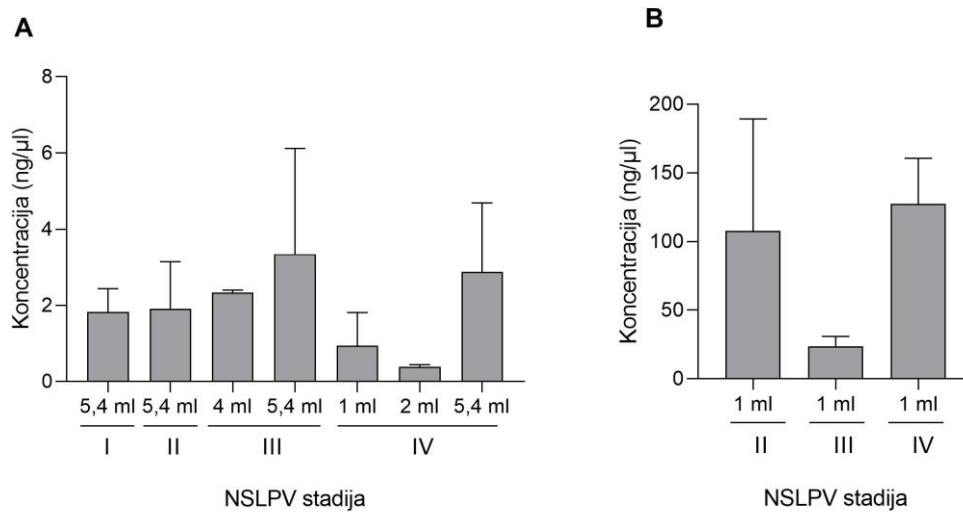 A
Koncentracija (ng/µl)
8
6
4
2
0
5,4 ml 5,4 ml 4 ml 5,4 ml 1 ml 2 ml 5,4 ml
I II III IV
NSLPV stadija
B
Koncentracija (ng/µl)
200
150
100
50
0
1 ml 1 ml 1 ml
II III IV
NSLPV stadija